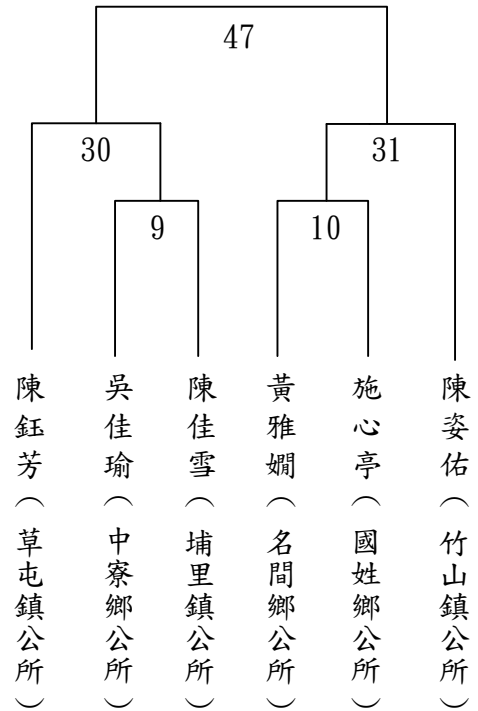 47
30
31
9
10
陳鈺芳（草屯鎮公所）
吳佳瑜（中寮鄉公所）
陳佳雪（埔里鎮公所）
黃雅嫺（名間鄉公所）
施心亭（國姓鄉公所）
陳姿佑（竹山鎮公所）